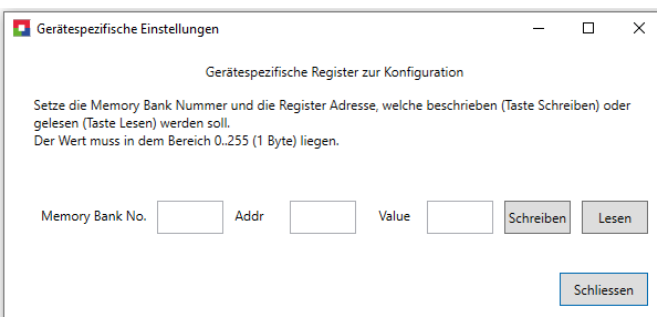 Gerätespezifische Einstellungen
Gerätespezifische Register zur Konfiguration
Setze die Memory Bank Nummer und die Register Adresse, welche beschrieben (Taste Schreiben) oder
gelesen (Taste Lesen) werden soll.
Der Wert muss in dem Bereich 0..255 (1 Byte) liegen.
Memory Bank No. Addr Value Schreiben Lesen
Schliessen